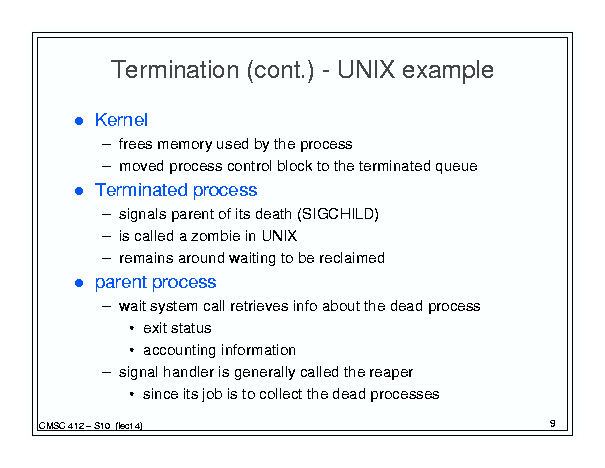 Termination (cont.) - UNIX example
● Kernel
– frees memory used by the process
– moved process control block to the terminated queue
● Terminated process
– signals parent of its death (SIGCHILD)
– is called a zombie in UNIX
– remains around waiting to be reclaimed
● parent process
– wait system call retrieves info about the dead process
• exit status
• accounting information
– signal handler is generally called the reaper
• since its job is to collect the dead processes
CMSC 412 – S10 (lect 4)
9